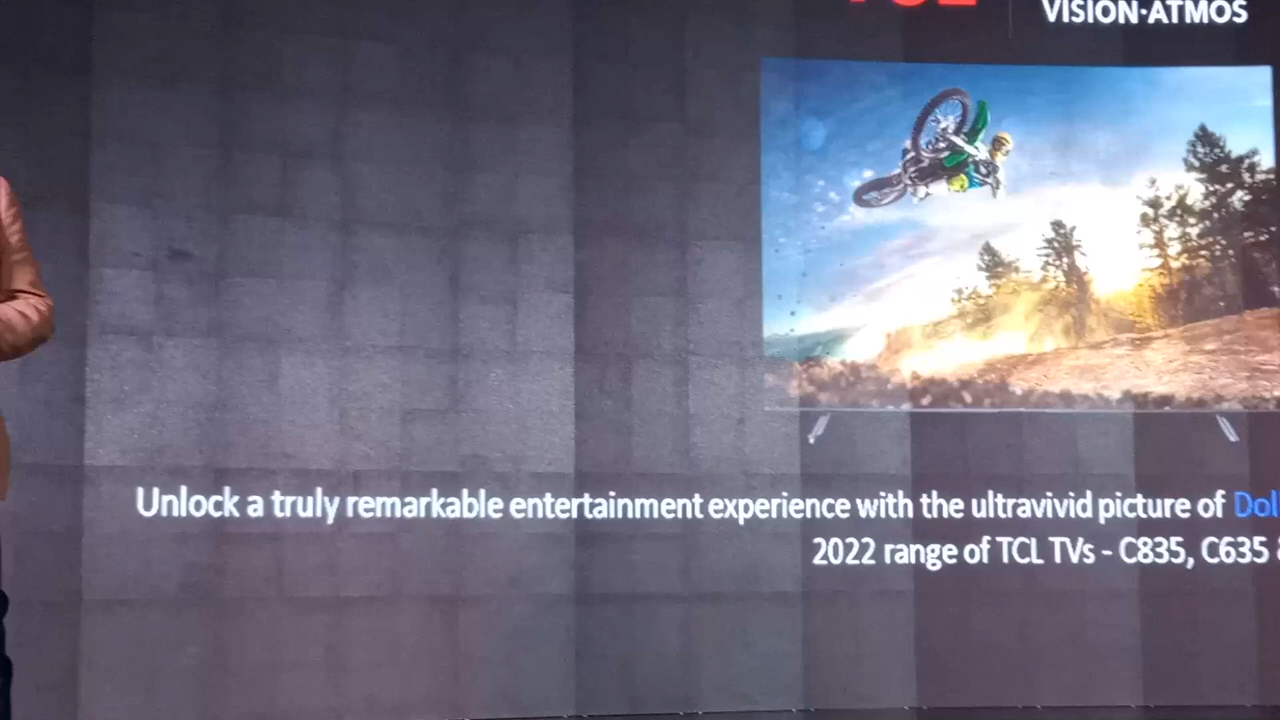 TCL
VISION·ATMOS
Unlock a truly remarkable entertainment experience with the ultravivid picture of
2022 range of TCL TVs - C835, C635